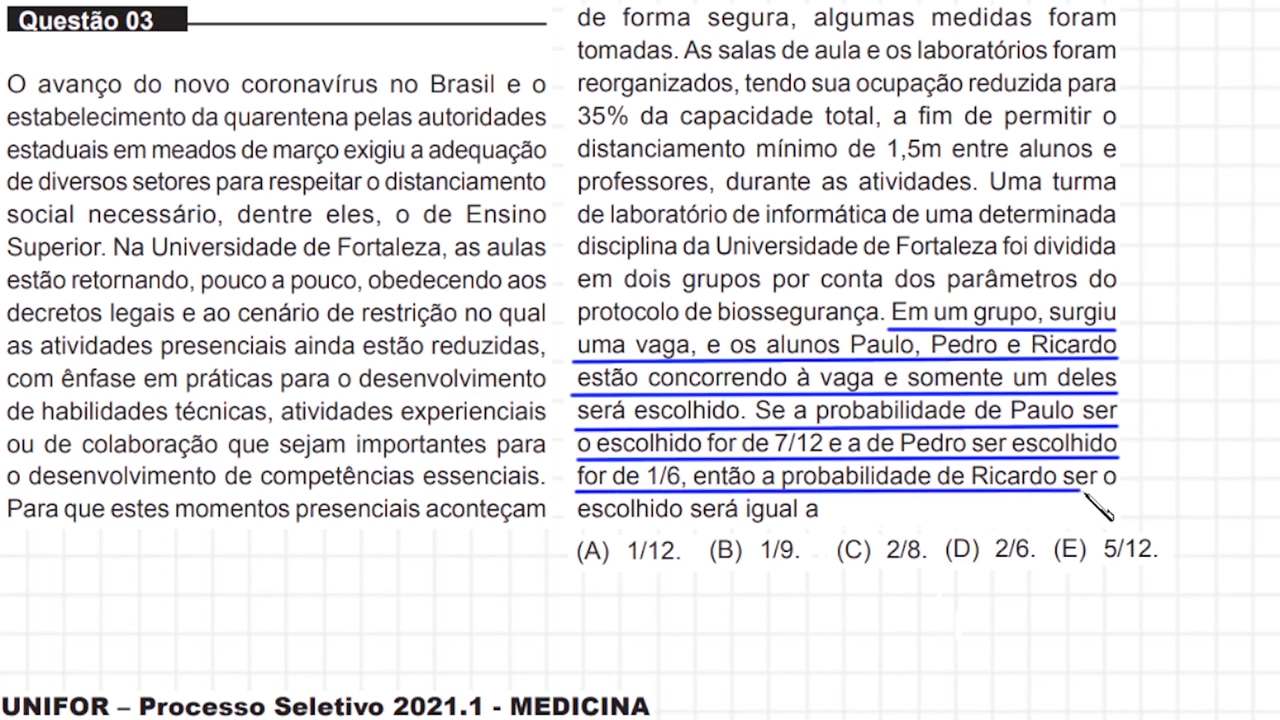 Questão 03
O avanço do novo coronavírus no Brasil e o
estabelecimento da quarentena pelas autoridades
estaduais em meados de março exigiu a adequação
de diversos setores para respeitar o distanciamento
social necessário, dentre eles, o de Ensino
Superior. Na Universidade de Fortaleza, as aulas
estão retornando, pouco a pouco, obedecendo aos
decretos legais e ao cenário de restrição no qual
as atividades presenciais ainda estão reduzidas,
com ênfase em práticas para o desenvolvimento
de habilidades técnicas, atividades experienciais
ou de colaboração que sejam importantes para
o desenvolvimento de competências essenciais.
Para que estes momentos presenciais aconteçam
de forma segura, algumas medidas foram
tomadas. As salas de aula e os laboratórios foram
reorganizados, tendo sua ocupação reduzida para
35% da capacidade total, a fim de permitir o
distanciamento mínimo de 1,5m entre alunos e
professores, durante as atividades. Uma turma
de laboratório de informática de uma determinada
disciplina da Universidade de Fortaleza foi dividida
em dois grupos por conta dos parâmetros do
protocolo de biossegurança. Em um grupo, surgiu
uma vaga, e os alunos Paulo, Pedro e Ricardo
estão concorrendo à vaga e somente um deles
será escolhido. Se a probabilidade de Paulo ser
o escolhido for de 7/12 e a de Pedro ser escolhido
for de 1/6, então a probabilidade de Ricardo ser o
escolhido será igual a
(A) 1/12. (B) 1/9. (C) 2/8. (D) 2/6. (E) 5/12.
UNIFOR – Processo Seletivo 2021.1 - MEDICINA